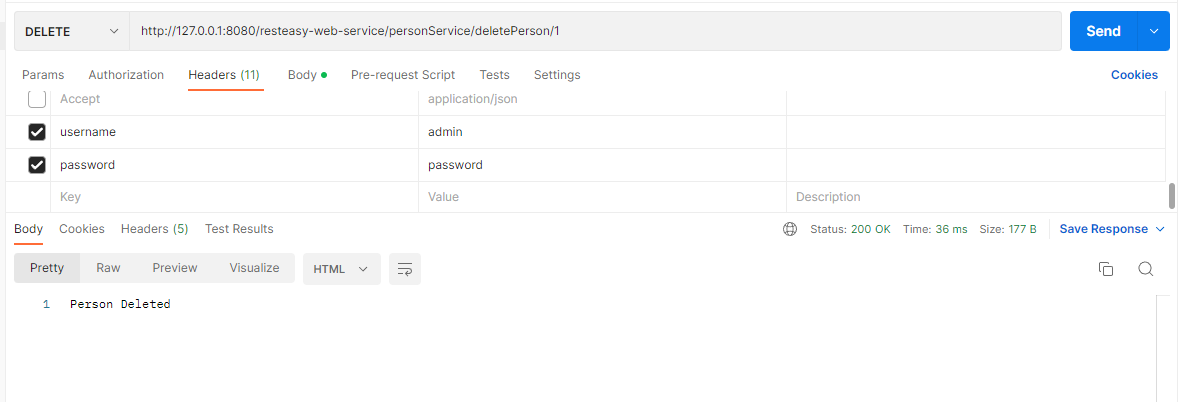 DELETE http://127.0.0.1:8080/resteasy-web-service/personService/deletePerson/1 Send
Params Authorization Headers (11) Body Pre-request Script Tests Settings Cookies
Accept application/json
username admin
password password
Key Value Description
Body Cookies Headers (5) Test Results Status: 200 OK Time: 36 ms Size: 177 B Save Response
Pretty Raw Preview Visualize HTML
1 Person Deleted